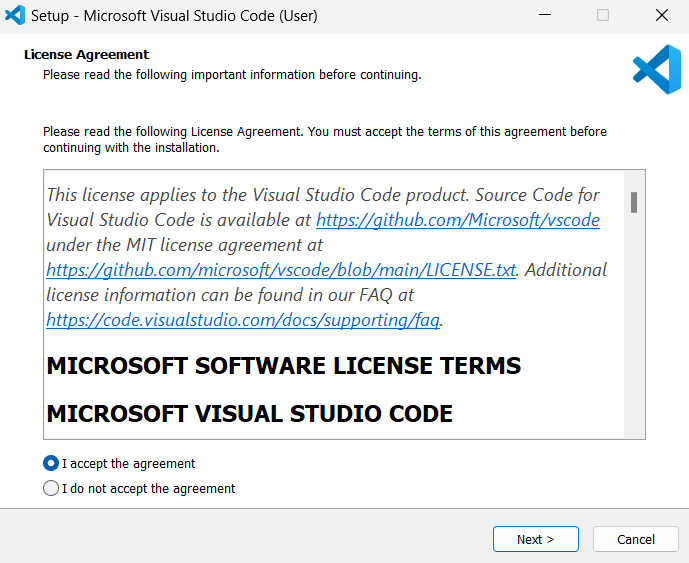 Setup - Microsoft Visual Studio Code (User)
License Agreement
Please read the following important information before continuing.
Please read the following License Agreement. You must accept the terms of this agreement before
continuing with the installation.
This license applies to the Visual Studio Code product. Source Code for
Visual Studio Code is available at https://github.com/Microsoft/vscode
under the MIT license agreement at
https://github.com/microsoft/vscode/blob/main/LICENSE.txt. Additional
license information can be found in our FAQ at
https://code.visualstudio.com/docs/supporting/faq.
MICROSOFT SOFTWARE LICENSE TERMS
MICROSOFT VISUAL STUDIO CODE
I accept the agreement
I do not accept the agreement
Next >
Cancel